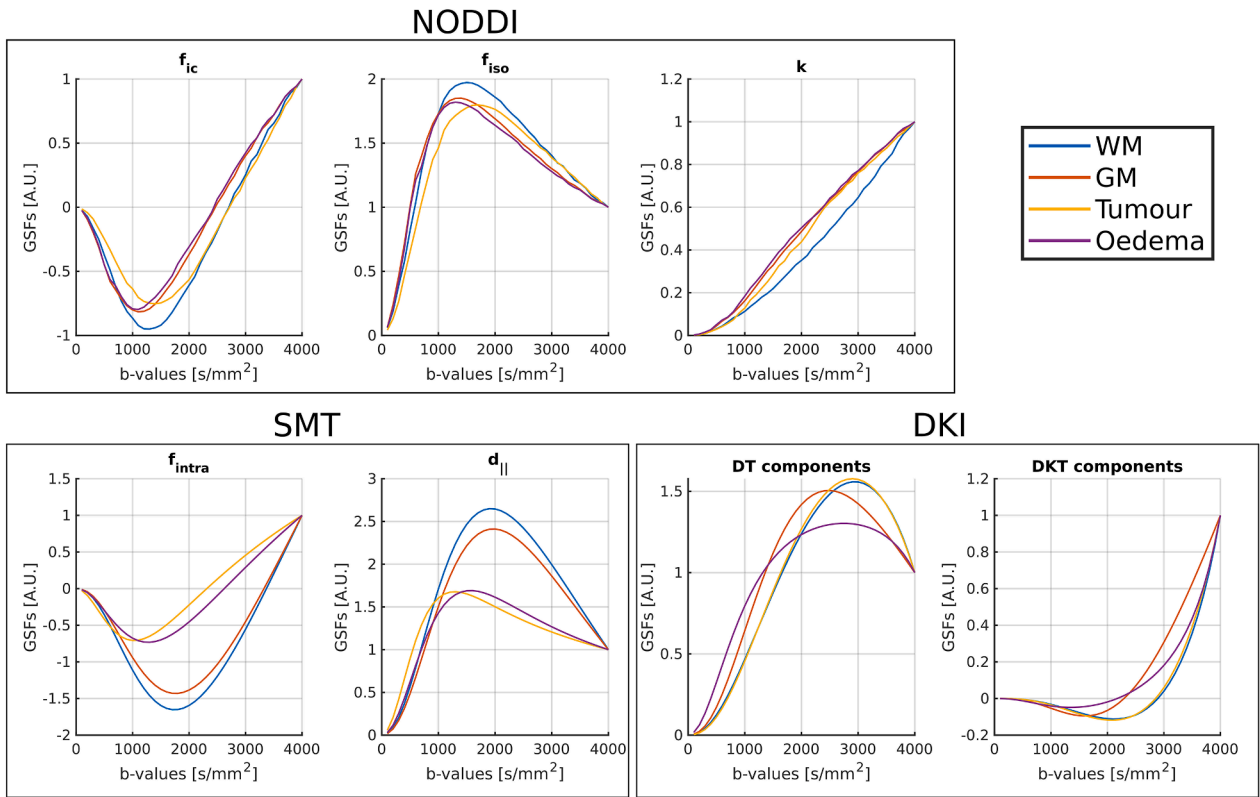 NODDI
f_ic
1
0.5
0
-0.5
-1
GSFs [A.U.]
0 1000 2000 3000 4000
b-values [s/mm²]
f_iso
2
1.5
1
0.5
0
GSFs [A.U.]
0 1000 2000 3000 4000
b-values [s/mm²]
k
1.2
1
0.8
0.6
0.4
0.2
0
GSFs [A.U.]
0 1000 2000 3000 4000
b-values [s/mm²]
WM
GM
Tumour
Oedema
SMT
f_intra
1.5
1
0.5
0
-0.5
-1
-1.5
-2
GSFs [A.U.]
0 1000 2000 3000 4000
b-values [s/mm²]
d_||
3
2.5
2
1.5
1
0.5
0
GSFs [A.U.]
0 1000 2000 3000 4000
b-values [s/mm²]
DKI
DT components
1.5
1
0.5
0
GSFs [A.U.]
0 1000 2000 3000 4000
b-values [s/mm²]
DKT components
1.2
1
0.8
0.6
0.4
0.2
0
-0.2
GSFs [A.U.]
0 1000 2000 3000 4000
b-values [s/mm²]